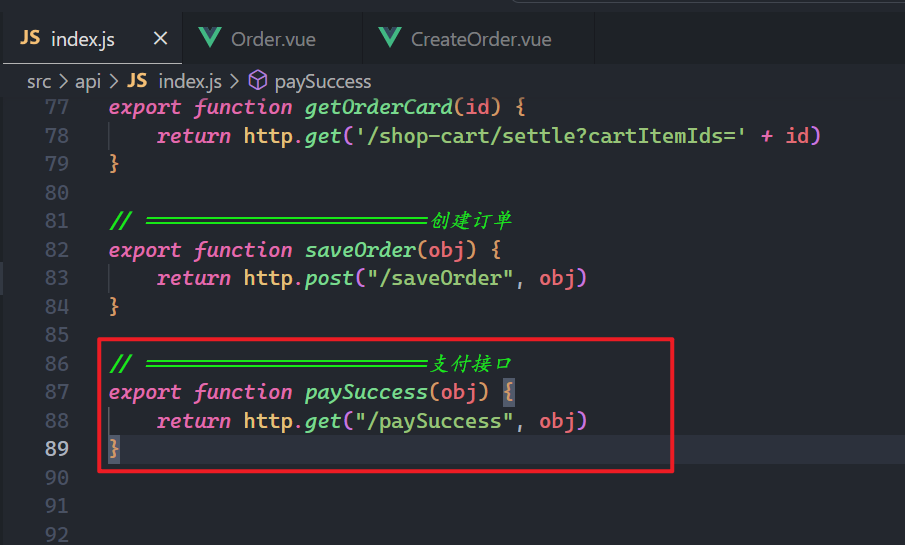 JS index.js × Order.vue CreateOrder.vue
src > api > JS index.js > paySuccess
77 export function getOrderCard(id) {
78 return http.get('/shop-cart/settle?cartItemIds=' + id)
79 }
80
81 // =======================创建订单
82 export function saveOrder(obj) {
83 return http.post("/saveOrder", obj)
84 }
85
86 // =======================支付接口
87 export function paySuccess(obj) {
88 return http.get("/paySuccess", obj)
89 }
90
91
92